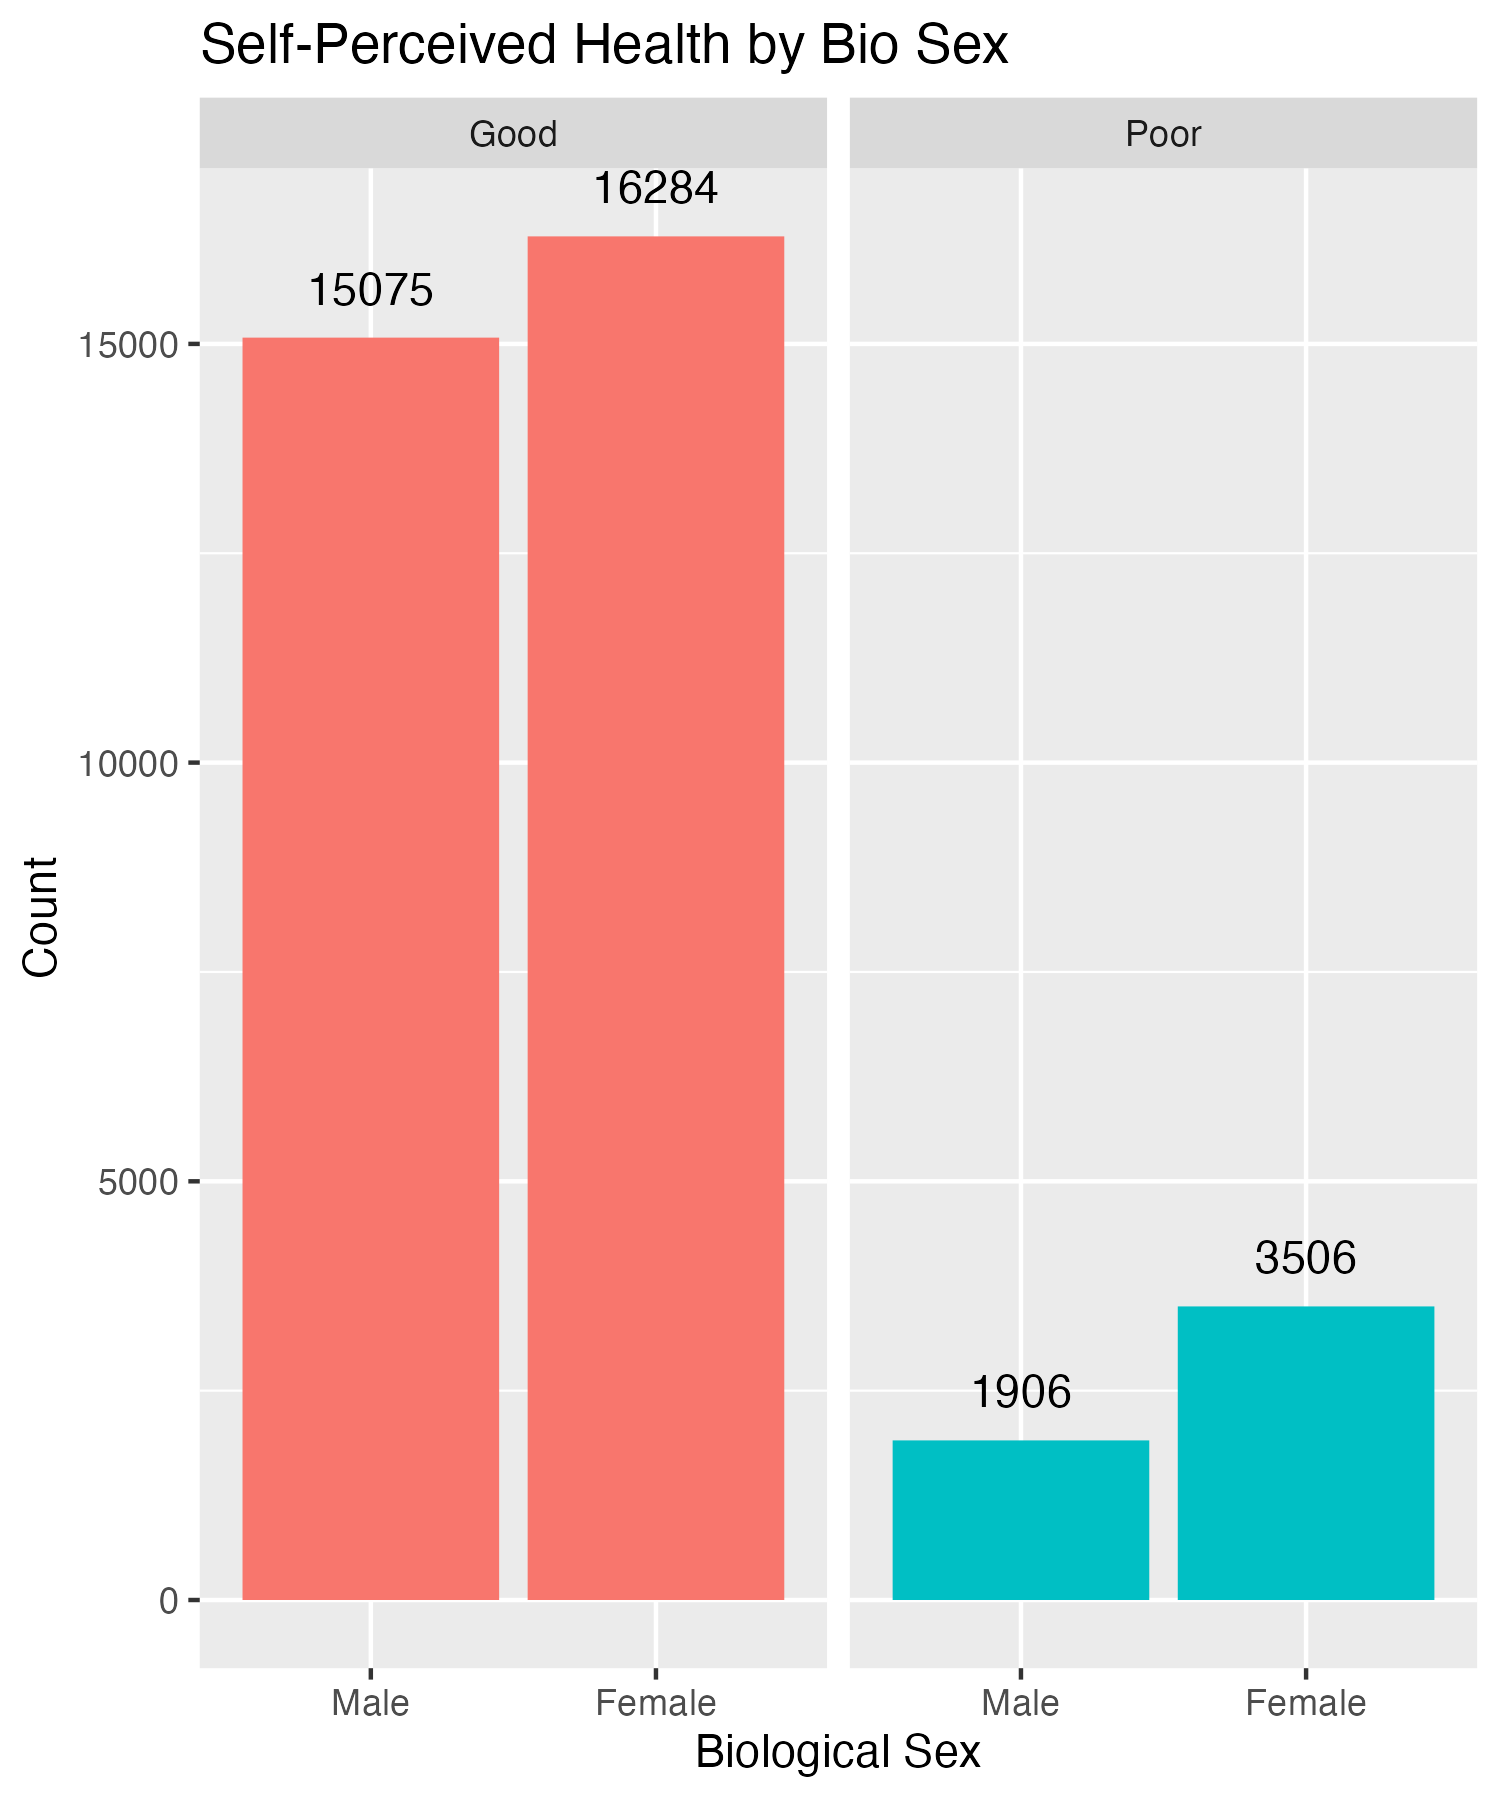 Self-Perceived Health by Bio Sex
Good
Poor
16284
15075
15000
10000
Count
5000
3506
1906
0
Male
Female
Male
Female
Biological Sex